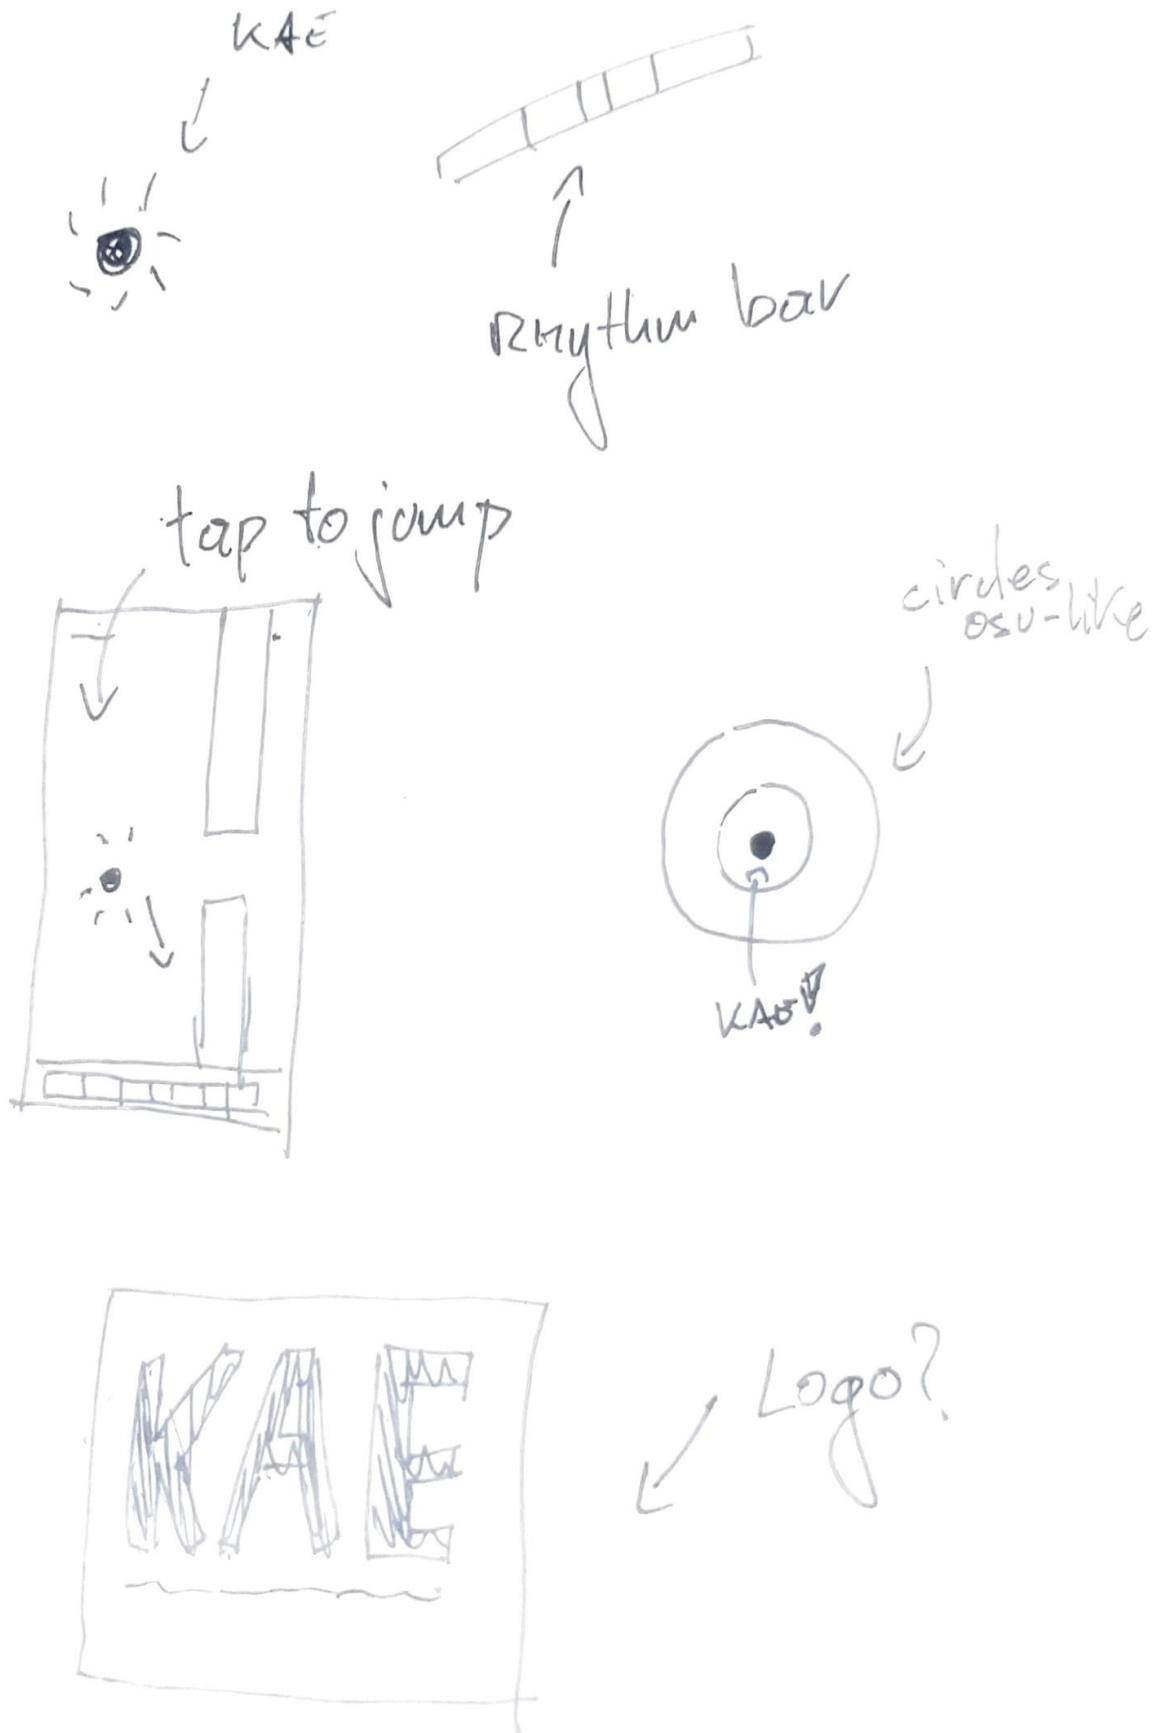 KAE
RHythm bar
tap to jump
circles
osu-like
KAE!
KAE
Logo?